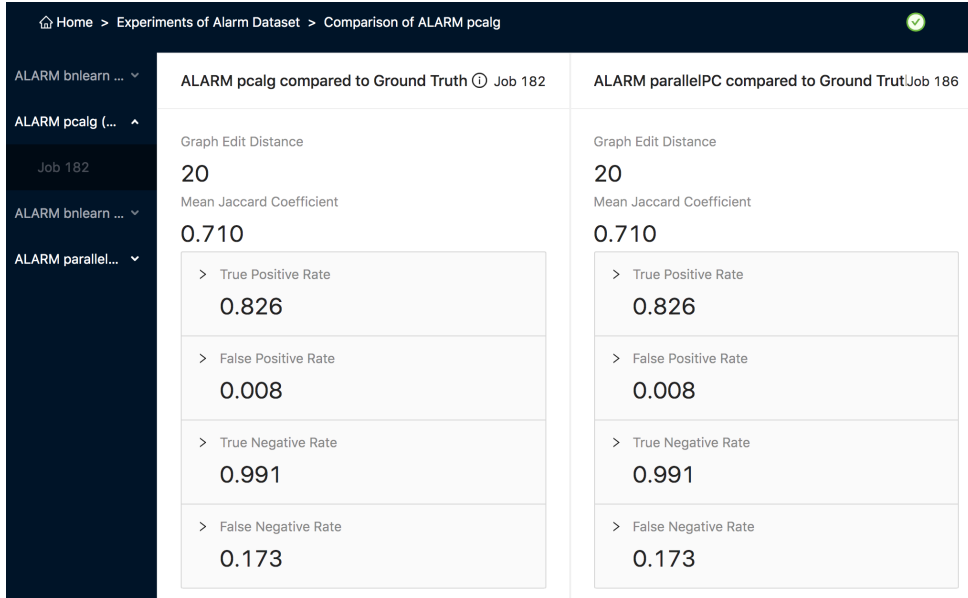 Home > Experiments of Alarm Dataset > Comparison of ALARM pcalg
ALARM bnlearn ...
ALARM pcalg (...
Job 182
ALARM bnlearn ...
ALARM parallel...
ALARM pcalg compared to Ground Truth Job 182
Graph Edit Distance
20
Mean Jaccard Coefficient
0.710
> True Positive Rate
0.826
> False Positive Rate
0.008
> True Negative Rate
0.991
> False Negative Rate
0.173
ALARM parallelPC compared to Ground Trut Job 186
Graph Edit Distance
20
Mean Jaccard Coefficient
0.710
> True Positive Rate
0.826
> False Positive Rate
0.008
> True Negative Rate
0.991
> False Negative Rate
0.173